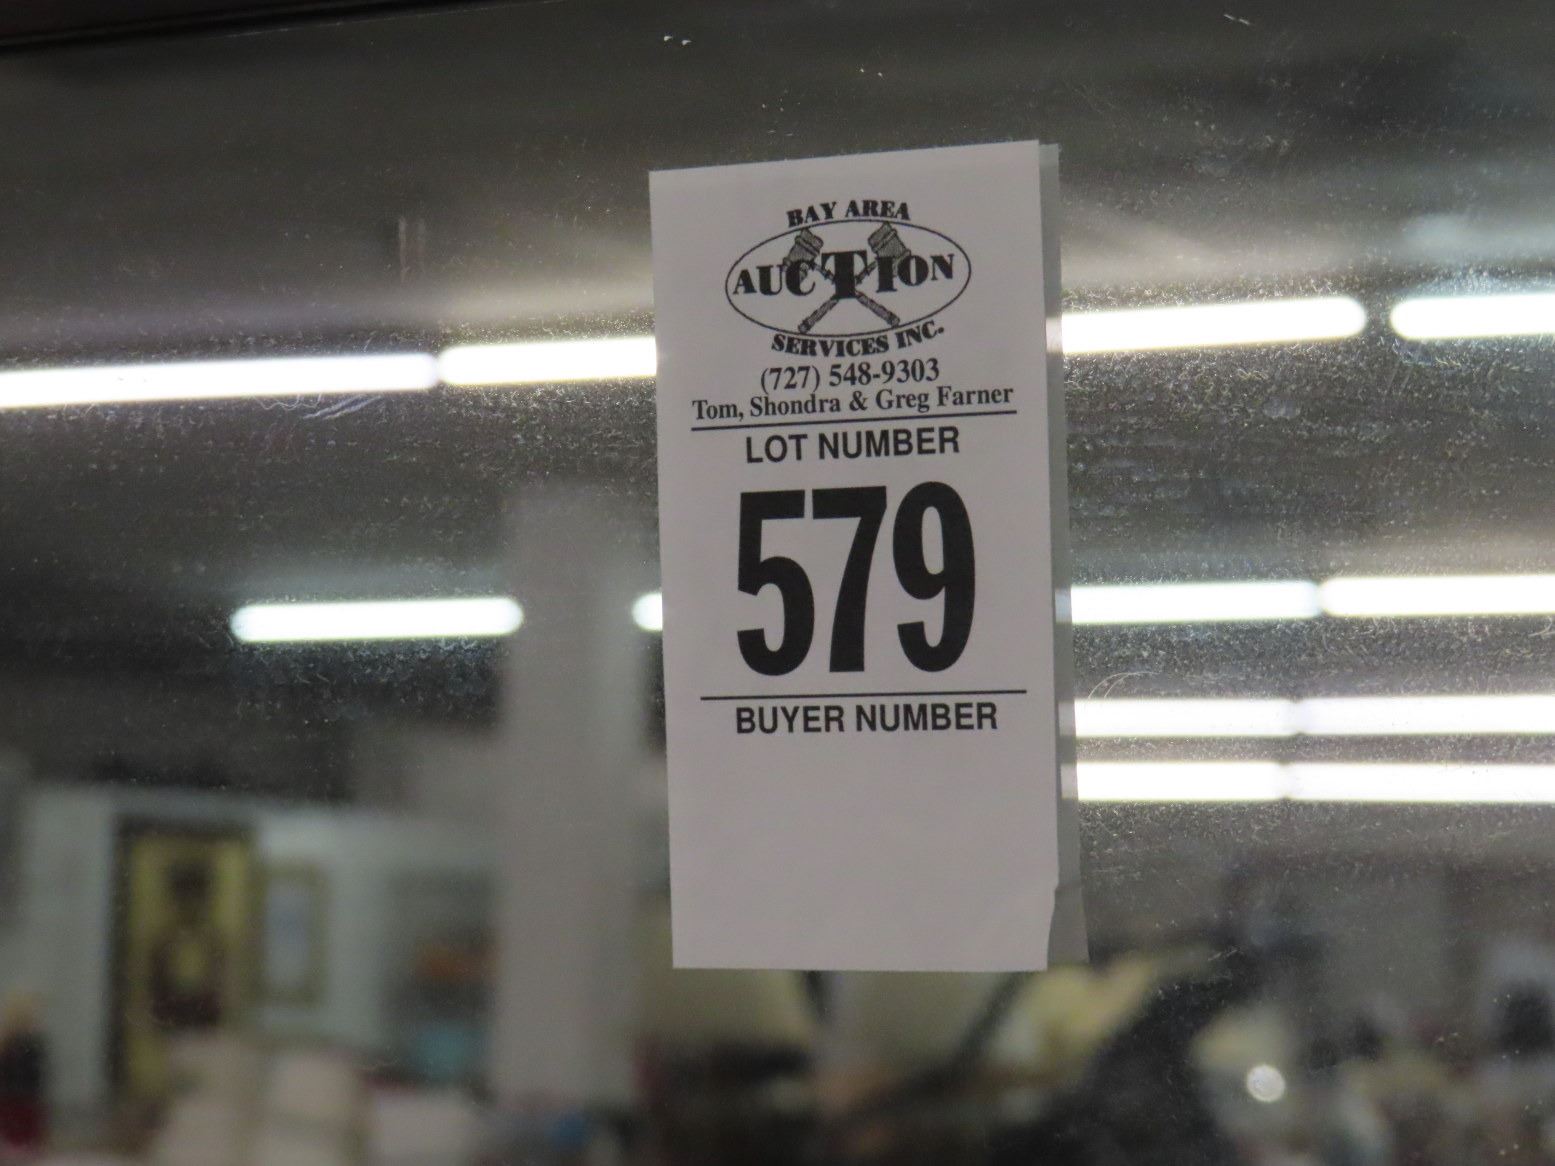 BAY AREA
AUCTION
SERVICES INC.
(727) 548-9303
Tom, Shondra & Greg Farner
LOT NUMBER
579
BUYER NUMBER